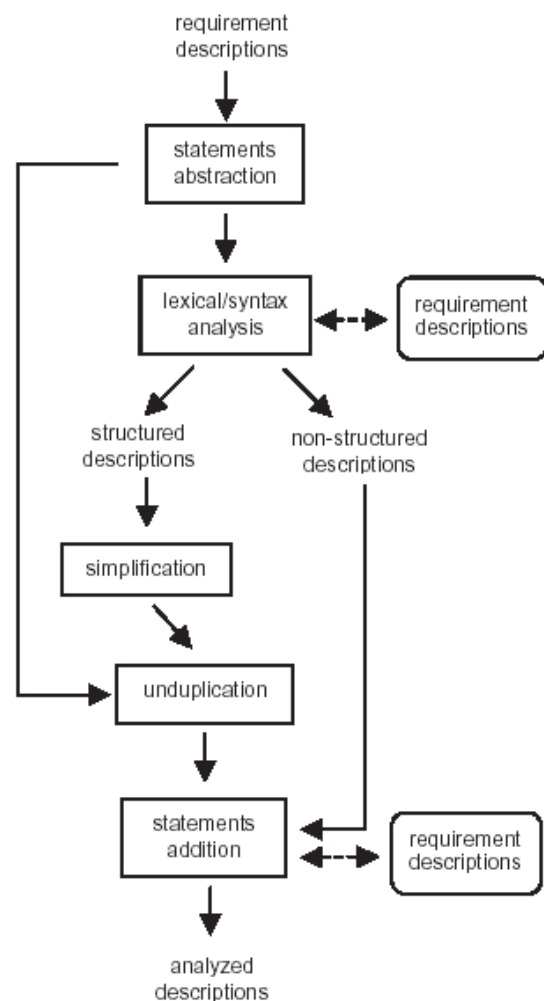 requirement
descriptions
statements
abstraction
lexical/syntax
analysis
requirement
descriptions
structured
descriptions
non-structured
descriptions
simplification
unduplication
statements
addition
requirement
descriptions
analyzed
descriptions